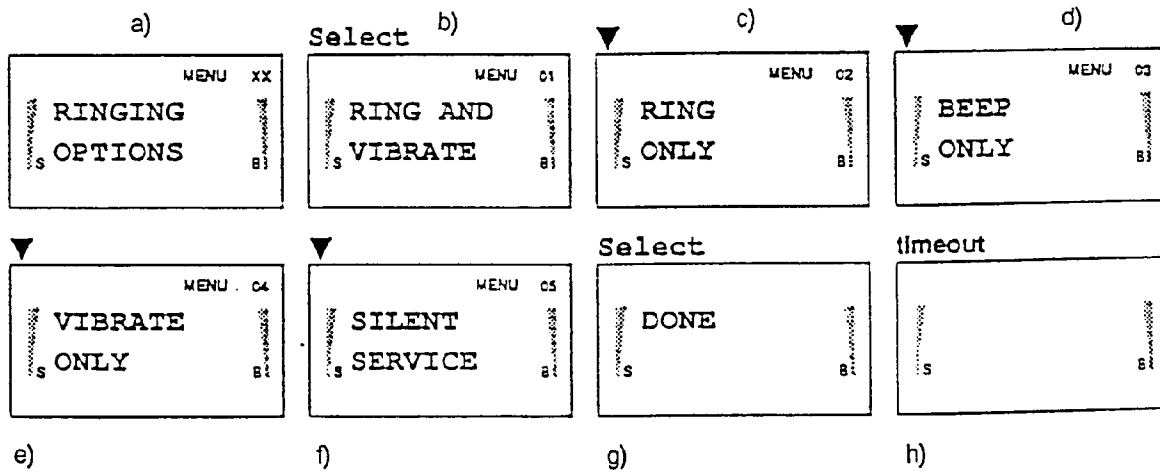 a) b) c) d)
Select ▼ ▼
MENU XX
RINGING
OPTIONS
S B
MENU 01
RING AND
VIBRATE
S B
MENU 02
RING
ONLY
S B
MENU 03
BEEP
ONLY
S B
▼ ▼ Select timeout
MENU 04
VIBRATE
ONLY
S B
MENU 05
SILENT
SERVICE
S B
DONE
S B
S B
e) f) g) h)